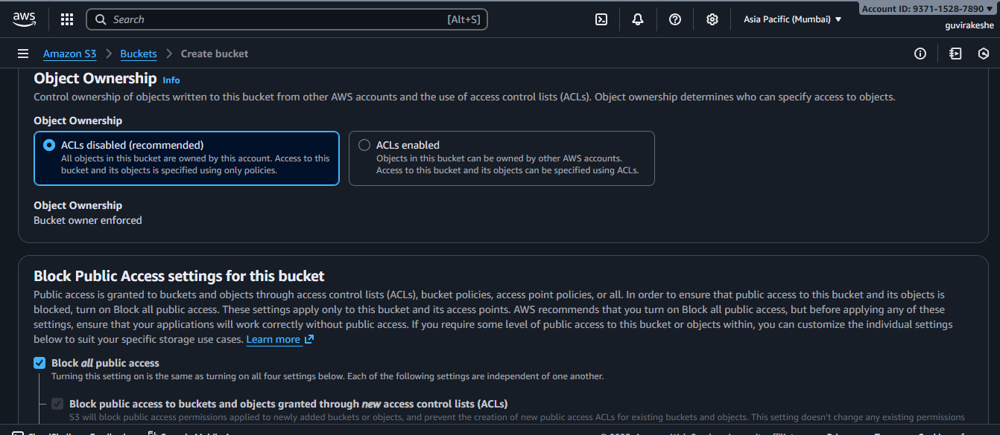 aws
Search
[Alt+S]
Asia Pacific (Mumbai)
Account ID: 9371-1528-7890
guvirakeshe
Amazon S3
Buckets
Create bucket
Object Ownership Info
Control ownership of objects written to this bucket from other AWS accounts and the use of access control lists (ACLs). Object ownership determines who can specify access to objects.
Object Ownership
ACLs disabled (recommended)
All objects in this bucket are owned by this account. Access to this
bucket and its objects is specified using only policies.
ACLs enabled
Objects in this bucket can be owned by other AWS accounts.
Access to this bucket and its objects can be specified using ACLs.
Object Ownership
Bucket owner enforced
Block Public Access settings for this bucket
Public access is granted to buckets and objects through access control lists (ACLs), bucket policies, access point policies, or all. In order to ensure that public access to this bucket and its objects is
blocked, turn on Block all public access. These settings apply only to this bucket and its access points. AWS recommends that you turn on Block all public access, but before applying any of these
settings, ensure that your applications will work correctly without public access. If you require some level of public access to this bucket or objects within, you can customize the individual settings
below to suit your specific storage use cases. Learn more
Block all public access
Turning this setting on is the same as turning on all four settings below. Each of the following settings are independent of one another.
Block public access to buckets and objects granted through new access control lists (ACLs)
S3 will block public access permissions applied to newly added buckets or objects, and prevent the creation of new public access ACLs for existing buckets and objects. This setting doesn't change any existing permissions